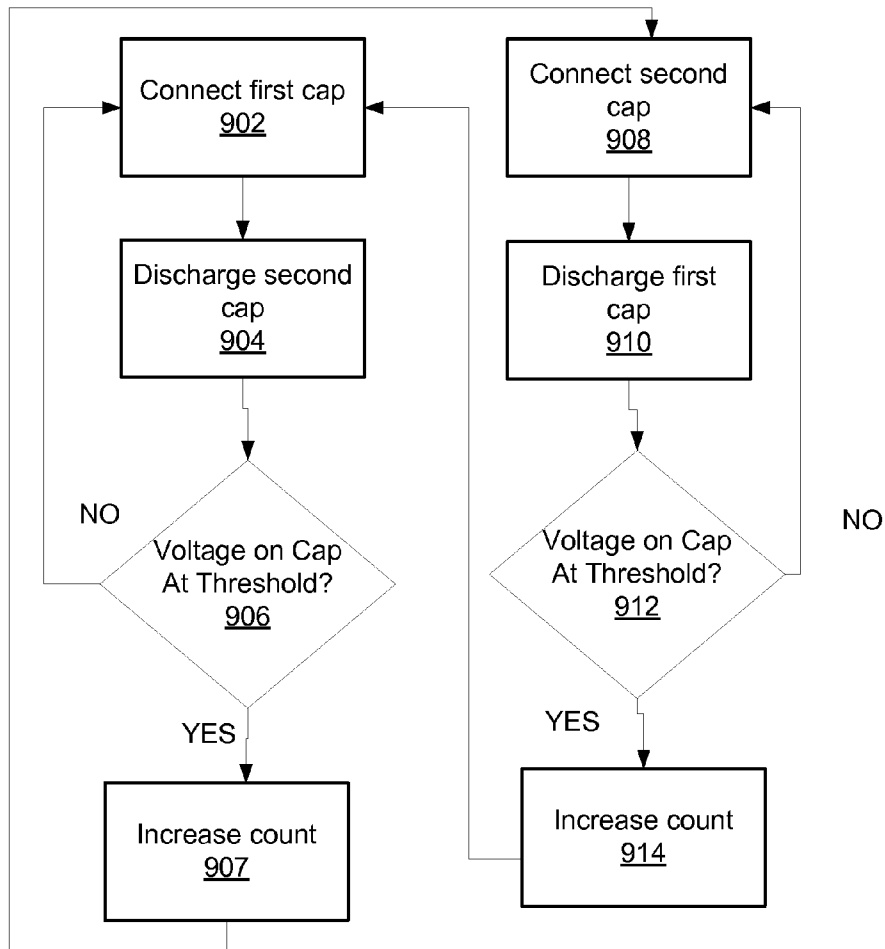 Connect first cap
902
Discharge second
cap
904
NO
Voltage on Cap
At Threshold?
906
YES
Increase count
907
Connect second
cap
908
Discharge first
cap
910
Voltage on Cap
At Threshold?
912
NO
YES
Increase count
914